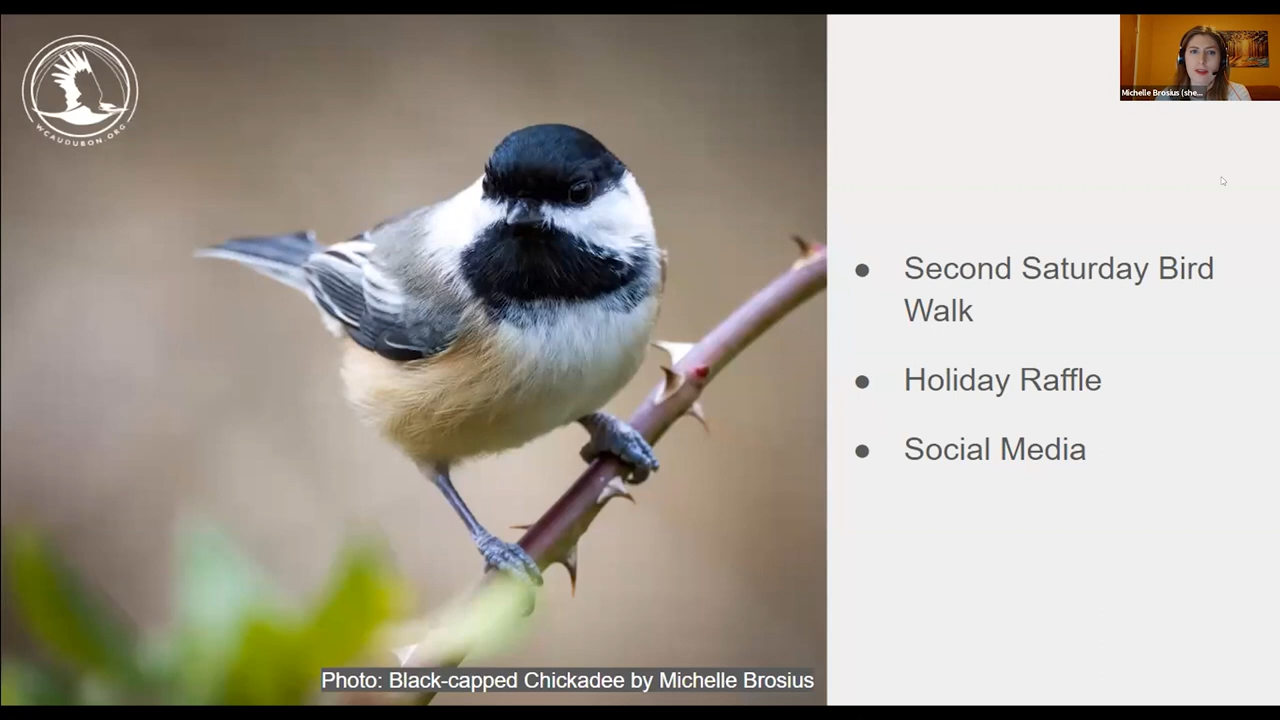 WCAUDUBON.ORG
Michelle Brosius (she...
● Second Saturday Bird
Walk
● Holiday Raffle
● Social Media
Photo: Black-capped Chickadee by Michelle Brosius